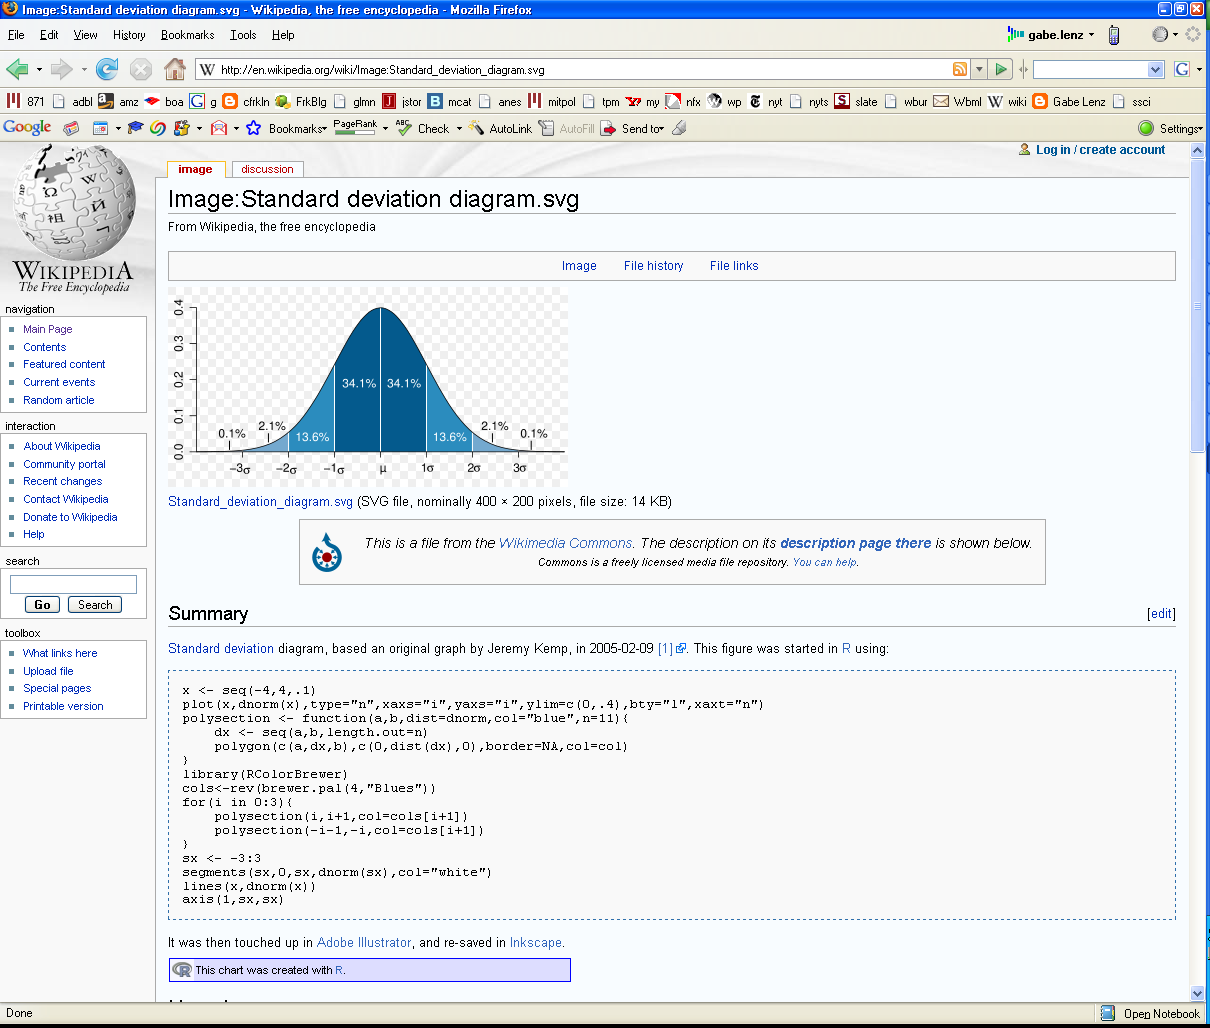 Image:Standard deviation diagram.svg - Wikipedia, the free encyclopedia - Mozilla Firefox
File Edit View History Bookmarks Tools Help
gabe.lenz
http://en.wikipedia.org/wiki/Image:Standard_deviation_diagram.svg
871 adbl amz boa g cfrkln FrkBlg glmn jstor mcat anes mitpol tpm my nfx wp nyt nyts slate wbur Wbml wiki Gabe Lenz ssci
Google Bookmarks PageRank Check AutoLink AutoFill Send to Settings
Log in / create account
image discussion
Image:Standard deviation diagram.svg
From Wikipedia, the free encyclopedia
Image File history File links
WIKIPEDIA
The Free Encyclopedia
navigation
Main Page
Contents
Featured content
Current events
Random article
interaction
About Wikipedia
Community portal
Recent changes
Contact Wikipedia
Donate to Wikipedia
Help
search
Go Search
toolbox
What links here
Upload file
Special pages
Printable version
0.4
0.3
0.2
0.1
0.0
34.1% 34.1%
0.1% 2.1% 13.6% 13.6% 2.1% 0.1%
−3σ −2σ −1σ μ 1σ 2σ 3σ
Standard_deviation_diagram.svg (SVG file, nominally 400 × 200 pixels, file size: 14 KB)
This is a file from the Wikimedia Commons. The description on its description page there is shown below.
Commons is a freely licensed media file repository. You can help.
Summary [edit]
Standard deviation diagram, based an original graph by Jeremy Kemp, in 2005-02-09 [1]. This figure was started in R using:
x <- seq(-4,4,.1)
plot(x,dnorm(x),type="n",xaxs="i",yaxs="i",ylim=c(0,.4),bty="l",xaxt="n")
polysection <- function(a,b,dist=dnorm,col="blue",n=11){
    dx <- seq(a,b,length.out=n)
    polygon(c(a,dx,b),c(0,dist(dx),0),border=NA,col=col)
}
library(RColorBrewer)
cols<-rev(brewer.pal(4,"Blues"))
for(i in 0:3){
    polysection(i,i+1,col=cols[i+1])
    polysection(-i-1,-i,col=cols[i+1])
}
sx <- -3:3
segments(sx,0,sx,dnorm(sx),col="white")
lines(x,dnorm(x))
axis(1,sx,sx)
It was then touched up in Adobe Illustrator, and re-saved in Inkscape.
This chart was created with R.
Done
Open Notebook